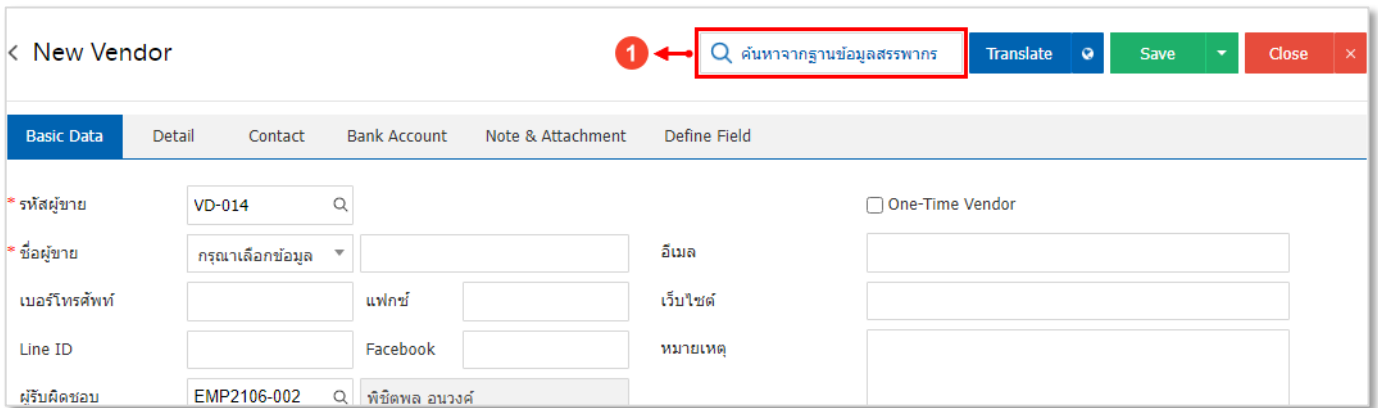 New Vendor
1
ค้นหาจากฐานข้อมูลสรรพากร
Translate
Save
Close
Basic Data Detail Contact Bank Account Note & Attachment Define Field
* รหัสผู้ขาย VD-014 One-Time Vendor
* ชื่อผู้ขาย กรุณาเลือกข้อมูล อีเมล
เบอร์โทรศัพท์ แฟกซ์ เว็บไซต์
Line ID Facebook หมายเหตุ
ผู้รับผิดชอบ EMP2106-002 พิชิตพล อนวงค์